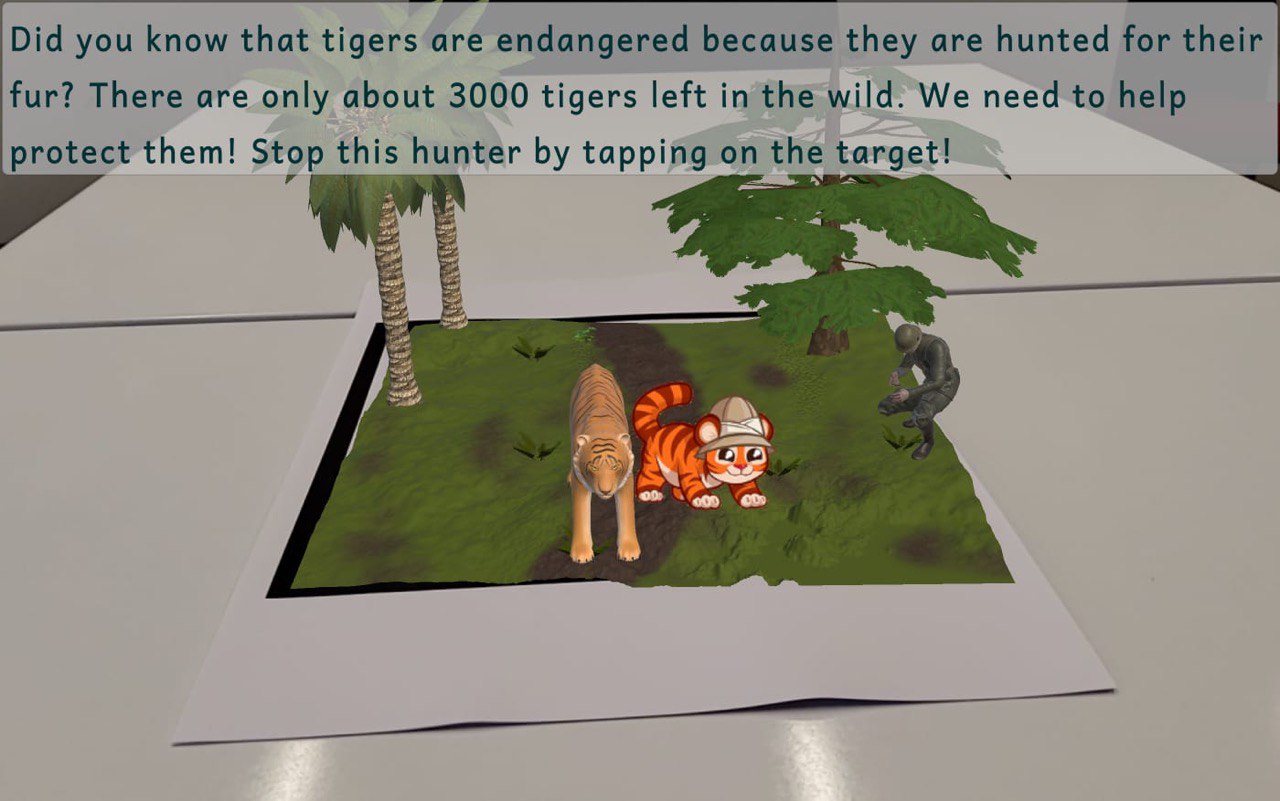 Did you know that tigers are endangered because they are hunted for their
fur? There are only about 3000 tigers left in the wild. We need to help
protect them! Stop this hunter by tapping on the target!